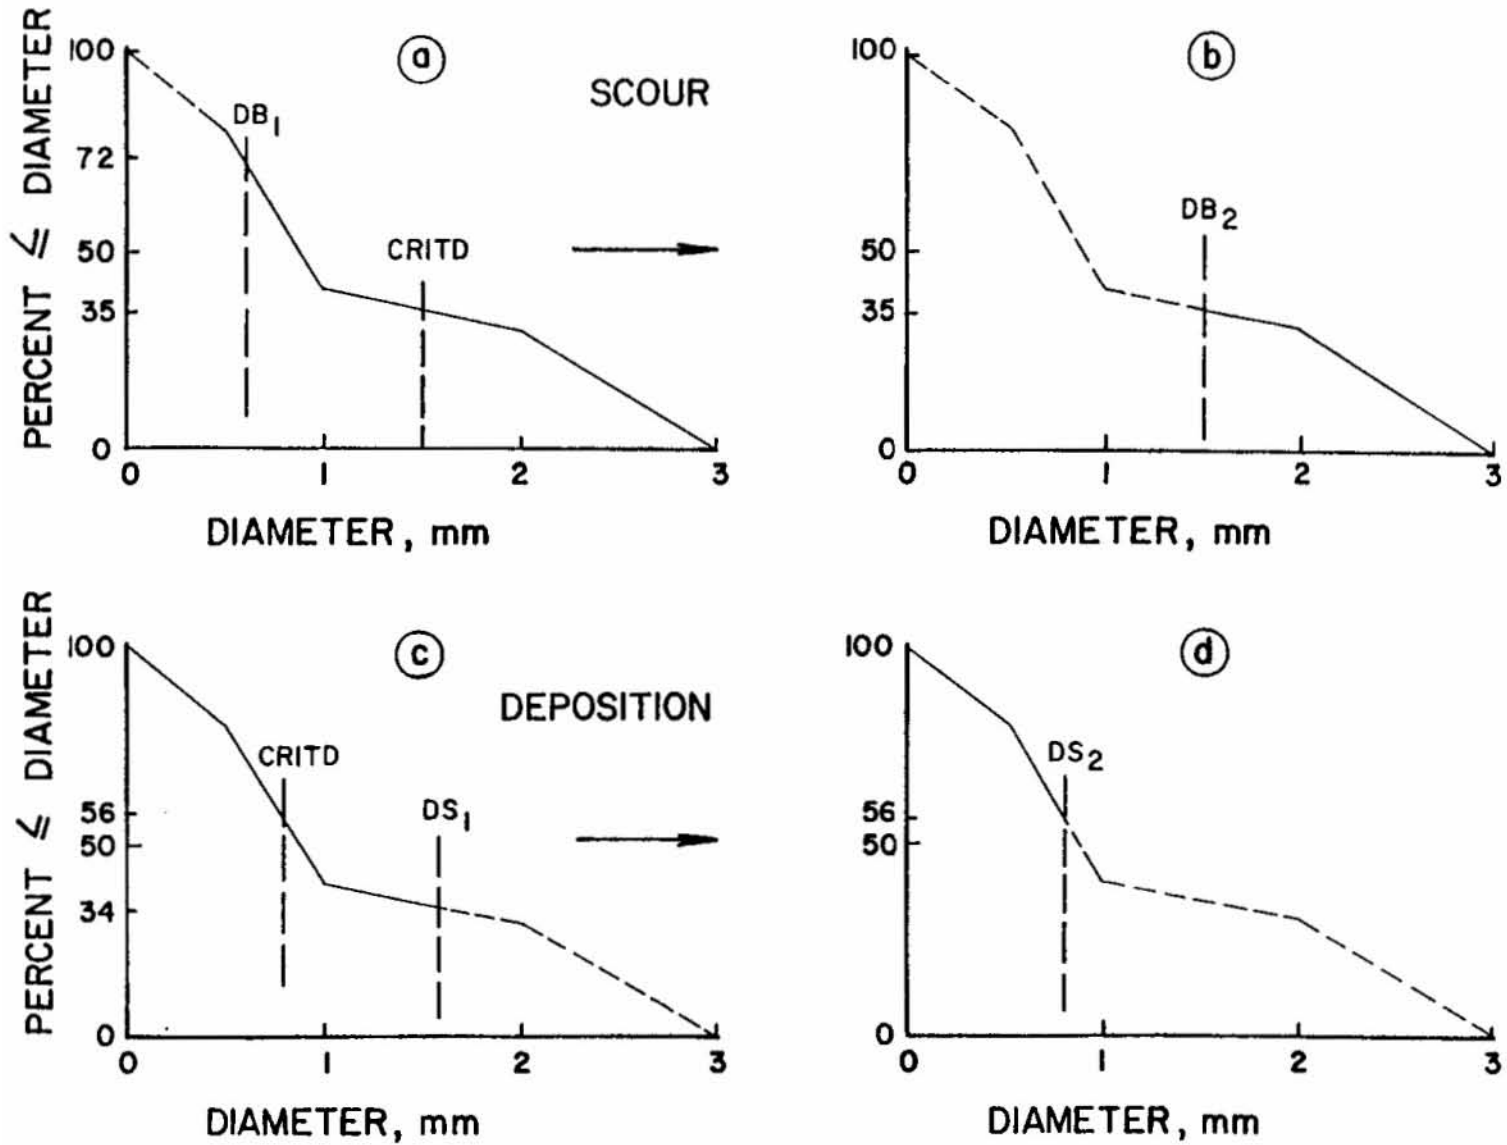 PERCENT ≤ DIAMETER
ⓐ
SCOUR
100
72
50
35
0
DB1
CRITD
0 1 2 3
DIAMETER, mm
ⓑ
100
50
35
0
DB2
0 1 2 3
DIAMETER, mm
PERCENT ≤ DIAMETER
ⓒ
DEPOSITION
100
56
50
34
0
CRITD
DS1
0 1 2 3
DIAMETER, mm
ⓓ
100
56
50
0
DS2
0 1 2 3
DIAMETER, mm